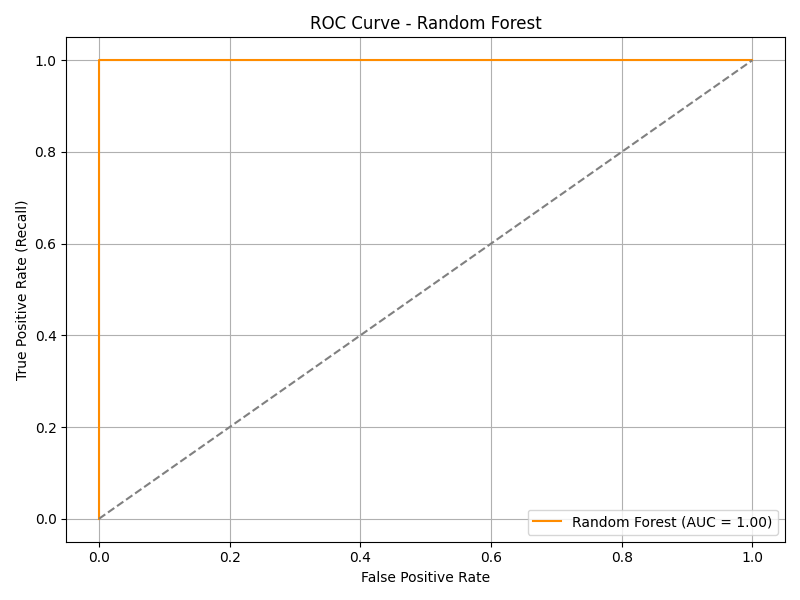 ROC Curve - Random Forest
True Positive Rate (Recall)
1.0
0.8
0.6
0.4
0.2
0.0
0.0 0.2 0.4 0.6 0.8 1.0
False Positive Rate
Random Forest (AUC = 1.00)